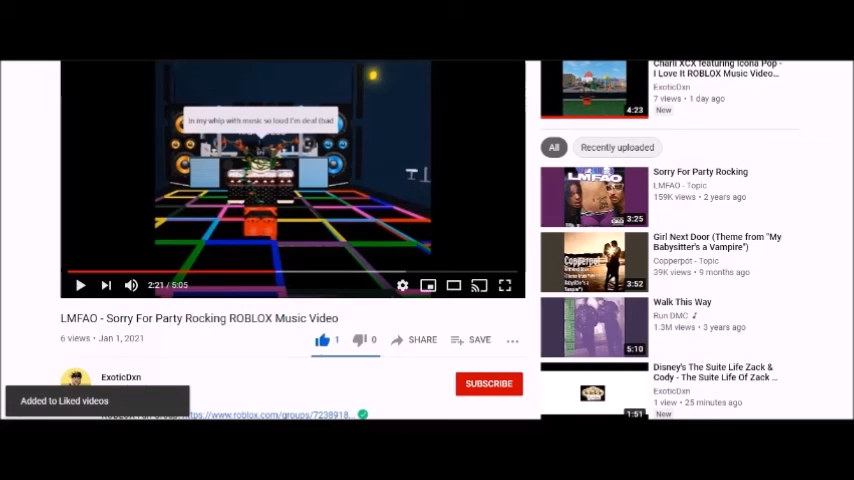 In my whip with music so loud I'm deaf (bad
2:21 / 5:05
LMFAO - Sorry For Party Rocking ROBLOX Music Video
6 views • Jan 1, 2021
1
0
SHARE
SAVE
ExoticDxn
SUBSCRIBE
Added to Liked videos
https://www.roblox.com/groups/7238918...
Charli XCX featuring Icona Pop -
I Love It ROBLOX Music Video...
ExoticDxn
7 views • 1 day ago
New
4:23
All
Recently uploaded
LMFAO
3:25
Sorry For Party Rocking
LMFAO - Topic
159K views • 2 years ago
Copperpot
3:52
Girl Next Door (Theme from "My
Babysitter's a Vampire")
Copperpot - Topic
39K views • 9 months ago
5:10
Walk This Way
Run DMC
1.3M views • 3 years ago
1:51
Disney's The Suite Life Zack &
Cody - The Suite Life Of Zack ...
ExoticDxn
1 view • 25 minutes ago
New